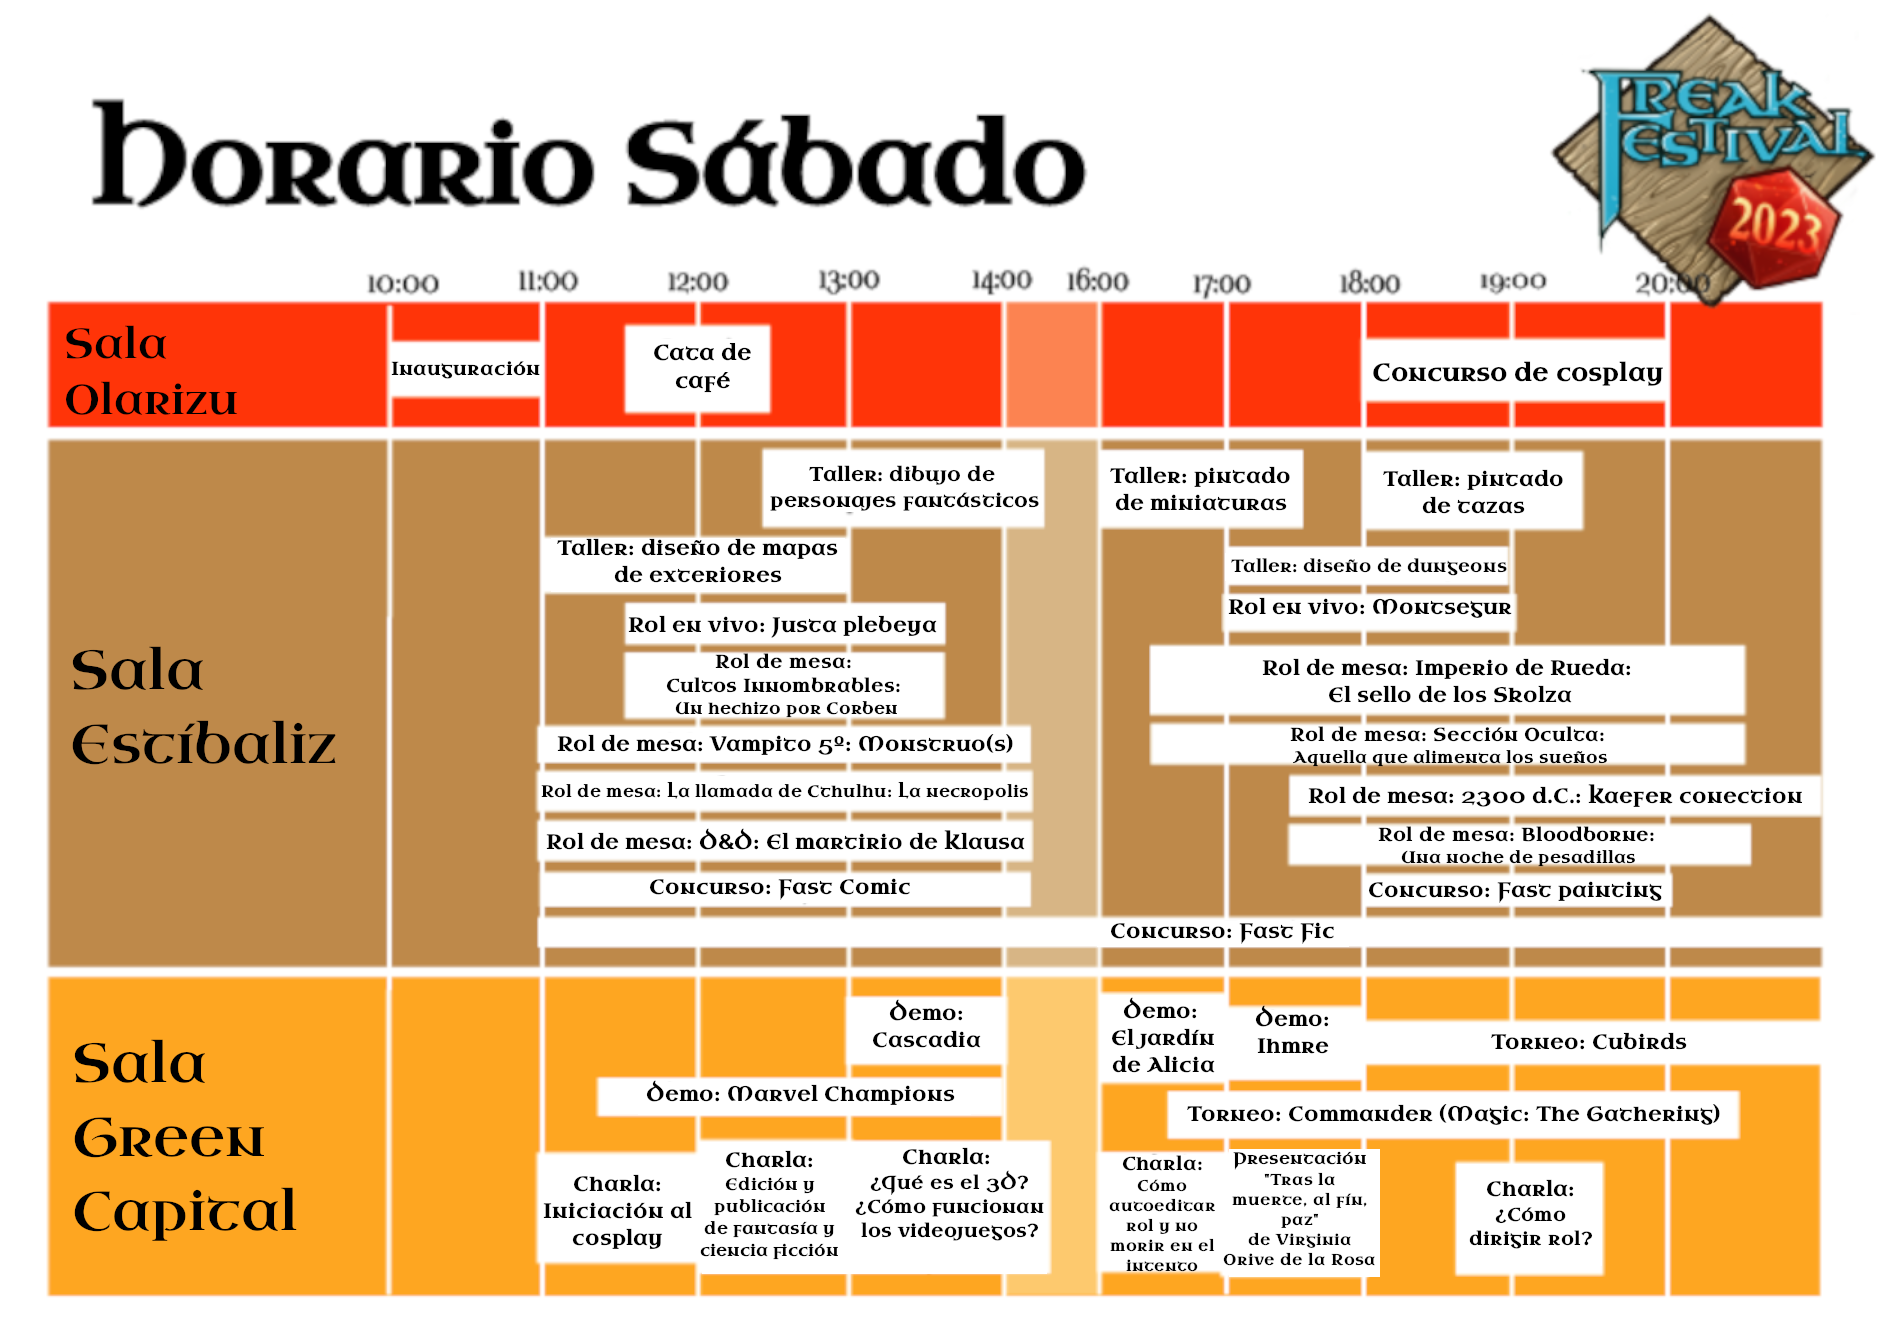 Horario Sábado
Freak
Festival
2023
10:00 11:00 12:00 13:00 14:00 16:00 17:00 18:00 19:00 20:00
Sala
Olarizu
Inauguración
Cata de
café
Concurso de cosplay
Sala
Estíbaliz
Taller: dibujo de
personajes fantásticos
Taller: pintado
de miniaturas
Taller: pintado
de tazas
Taller: diseño de mapas
de exteriores
Taller: diseño de dungeons
Rol en vivo: Montsegur
Rol en vivo: Justa plebeya
Rol de mesa:
Cultos Innombrables:
Un hechizo por Corben
Rol de mesa: Imperio de Rueda:
El sello de los Skolza
Rol de mesa: Vampito 5º: Monstruo(s)
Rol de mesa: Sección Oculta:
Aquella que alimenta los sueños
Rol de mesa: La llamada de Cthulhu: La necropolis
Rol de mesa: 2300 d.C.: Kaefer conection
Rol de mesa: D&D: El martirio de Klausa
Rol de mesa: Bloodborne:
Una noche de pesadillas
Concurso: Fast Comic
Concurso: Fast painting
Concurso: Fast Fic
Sala
Green
Capital
Demo:
Cascadia
Demo:
El jardín
de Alicia
Demo:
Ihmre
Torneo: Cubirds
Demo: Marvel Champions
Torneo: Commander (Magic: The Gathering)
Charla:
Iniciación al
cosplay
Charla:
Edición y
publicación
de fantasía y
ciencia ficción
Charla:
¿Qué es el 3D?
¿Cómo funcionan
los videojuegos?
Charla:
Cómo
autoeditar
rol y no
morir en el
intento
Presentación
"Tras la
muerte, al fín,
paz"
de Virginia
Orive de la Rosa
Charla:
¿Cómo
dirigir rol?